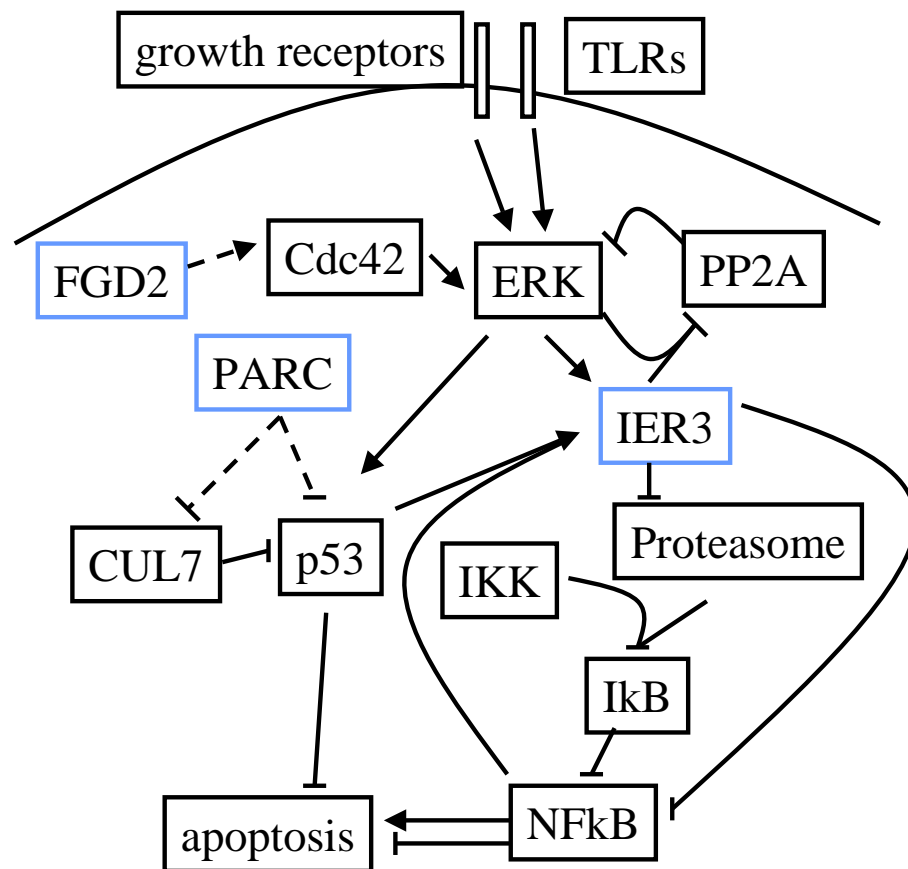 growth receptors
TLRs
FGD2
Cdc42
ERK
PP2A
PARC
IER3
CUL7
p53
IKK
Proteasome
IkB
apoptosis
NFkB